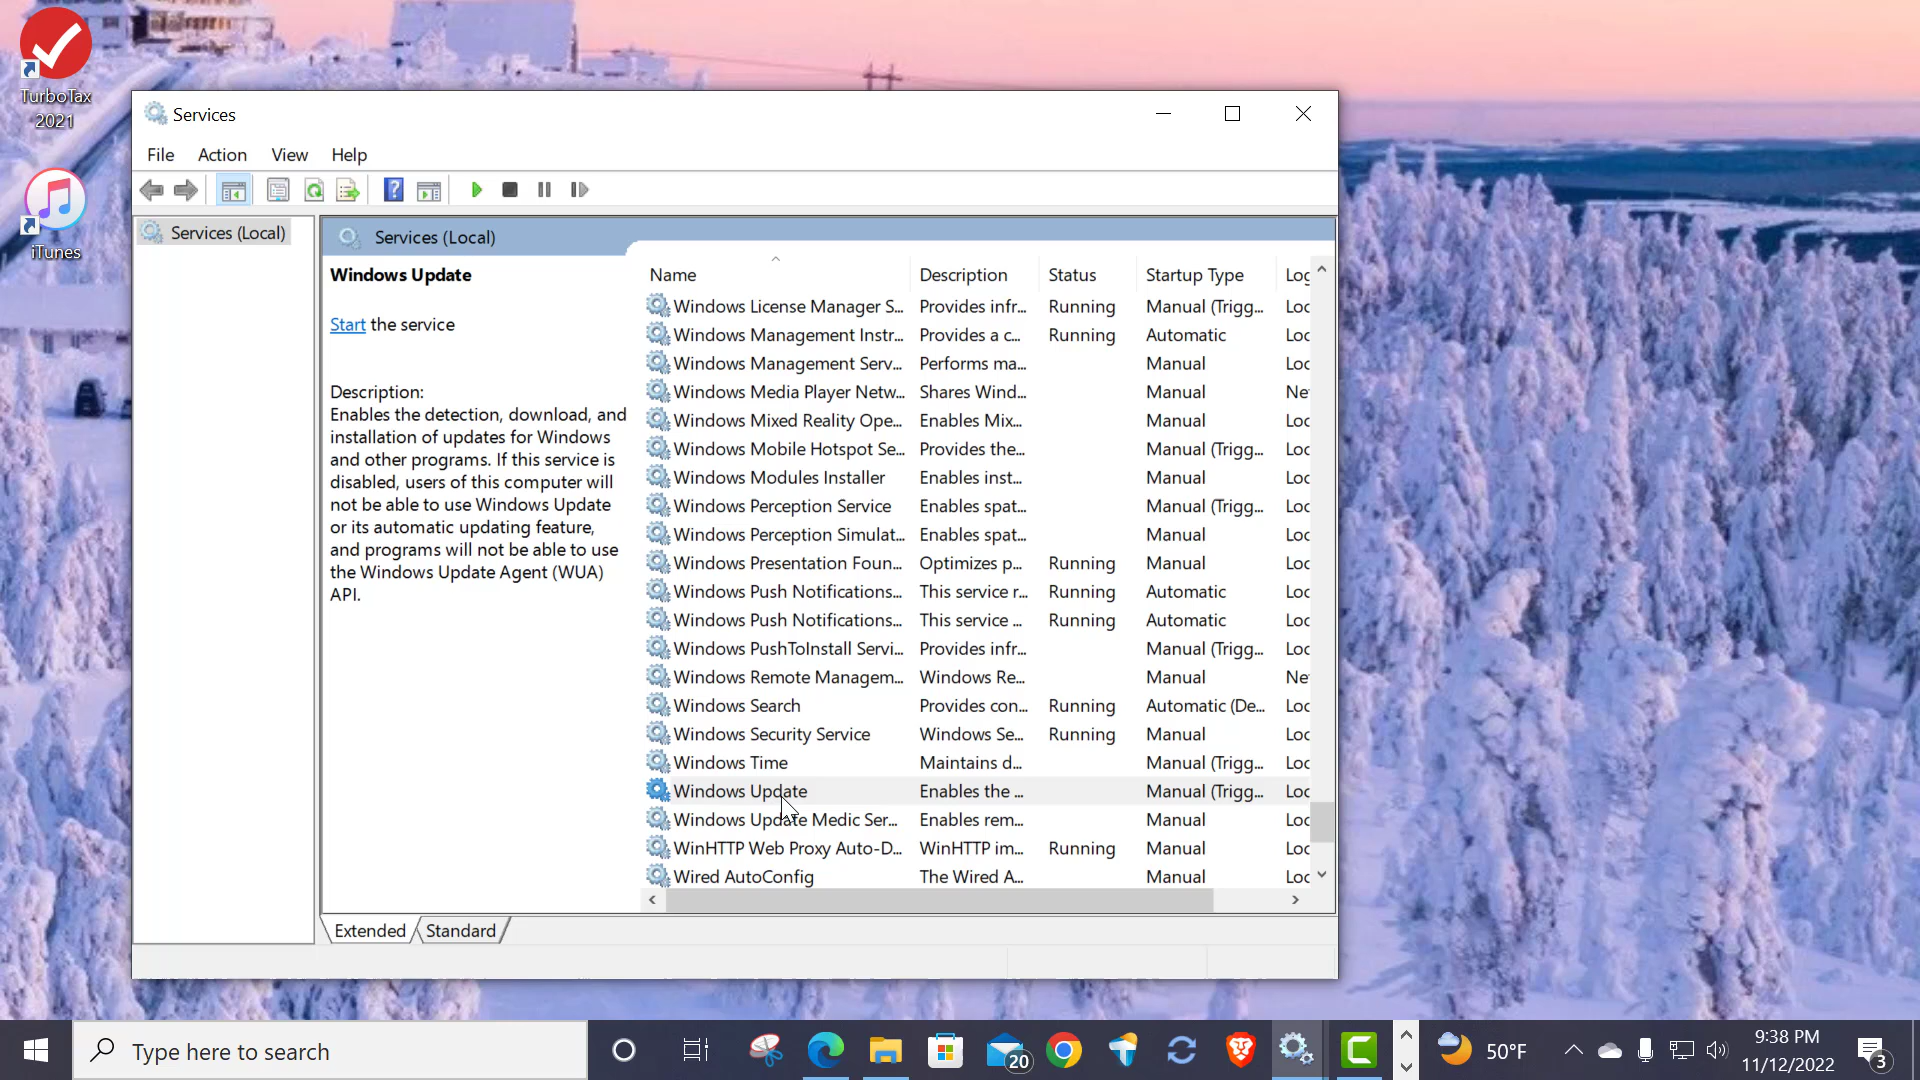 TurboTax
2021
iTunes
Services
File Action View Help
Services (Local)
Services (Local)
Windows Update
Start the service
Description:
Enables the detection, download, and
installation of updates for Windows
and other programs. If this service is
disabled, users of this computer will
not be able to use Windows Update
or its automatic updating feature,
and programs will not be able to use
the Windows Update Agent (WUA)
API.
Name Description Status Startup Type Log
Windows License Manager S... Provides infr... Running Manual (Trigg... Loc
Windows Management Instr... Provides a c... Running Automatic Loc
Windows Management Serv... Performs ma... Manual Loc
Windows Media Player Netw... Shares Wind... Manual Ne
Windows Mixed Reality Ope... Enables Mix... Manual Loc
Windows Mobile Hotspot Se... Provides the... Manual (Trigg... Loc
Windows Modules Installer Enables inst... Manual Loc
Windows Perception Service Enables spat... Manual (Trigg... Loc
Windows Perception Simulat... Enables spat... Manual Loc
Windows Presentation Foun... Optimizes p... Running Manual Loc
Windows Push Notifications... This service r... Running Automatic Loc
Windows Push Notifications... This service ... Running Automatic Loc
Windows PushToInstall Servi... Provides infr... Manual (Trigg... Loc
Windows Remote Managem... Windows Re... Manual Ne
Windows Search Provides con... Running Automatic (De... Loc
Windows Security Service Windows Se... Running Manual Loc
Windows Time Maintains d... Manual (Trigg... Loc
Windows Update Enables the ... Manual (Trigg... Loc
Windows Update Medic Ser... Enables rem... Manual Loc
WinHTTP Web Proxy Auto-D... WinHTTP im... Running Manual Loc
Wired AutoConfig The Wired A... Manual Loc
Extended Standard
Type here to search
20
50°F
9:38 PM
11/12/2022
3